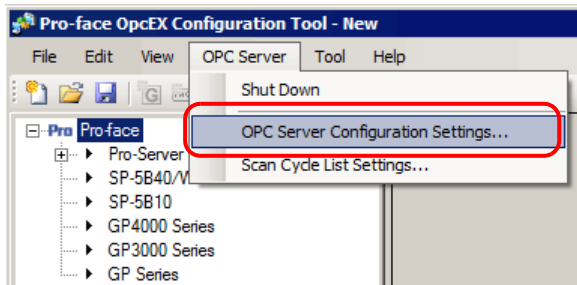 Pro-face OpcEX Configuration Tool - New
File Edit View OPC Server Tool Help
Shut Down
Pro Pro-face
OPC Server Configuration Settings...
Pro-Server
Scan Cycle List Settings...
SP-5B40/W
SP-5B10
GP4000 Series
GP3000 Series
GP Series